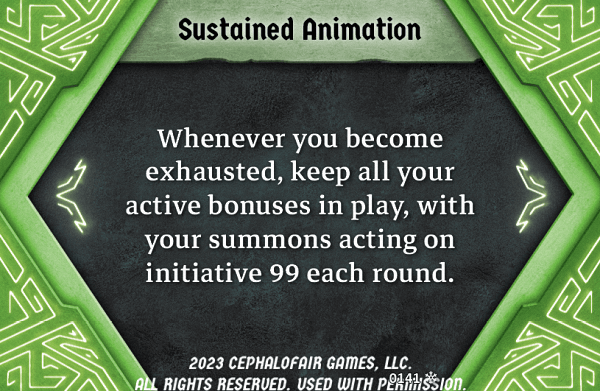 Sustained Animation
Whenever you become
exhausted, keep all your
active bonuses in play, with
your summons acting on
initiative 99 each round.
2023 CEPHALOFAIR GAMES, LLC.
0141
ALL RIGHTS RESERVED. USED WITH PERMISSION.